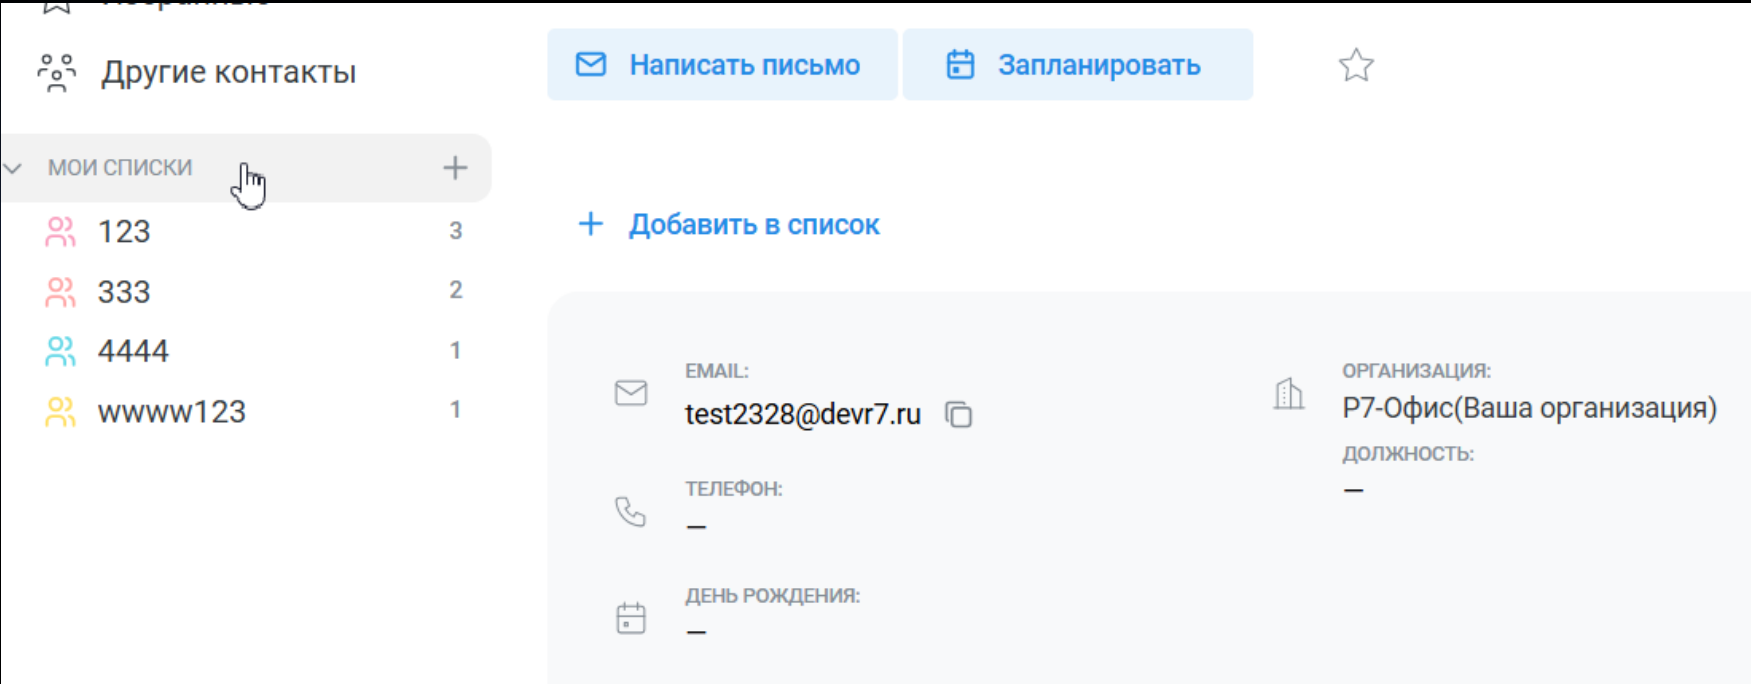 Избранные
Другие контакты
МОИ СПИСКИ
123 3
333 2
4444 1
wwww123 1
Написать письмо
Запланировать
Добавить в список
EMAIL:
test2328@devr7.ru
ТЕЛЕФОН:
—
ДЕНЬ РОЖДЕНИЯ:
—
ОРГАНИЗАЦИЯ:
Р7-Офис(Ваша организация)
ДОЛЖНОСТЬ:
—